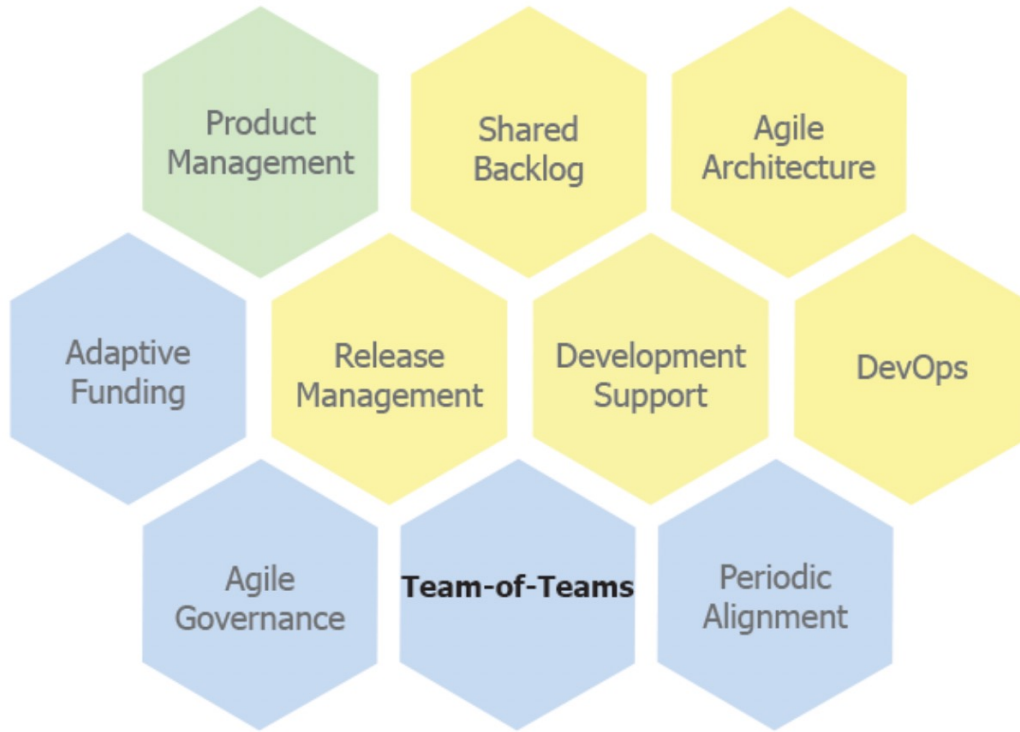 Product
Management
Shared
Backlog
Agile
Architecture
Adaptive
Funding
Release
Management
Development
Support
DevOps
Agile
Governance
Team-of-Teams
Periodic
Alignment